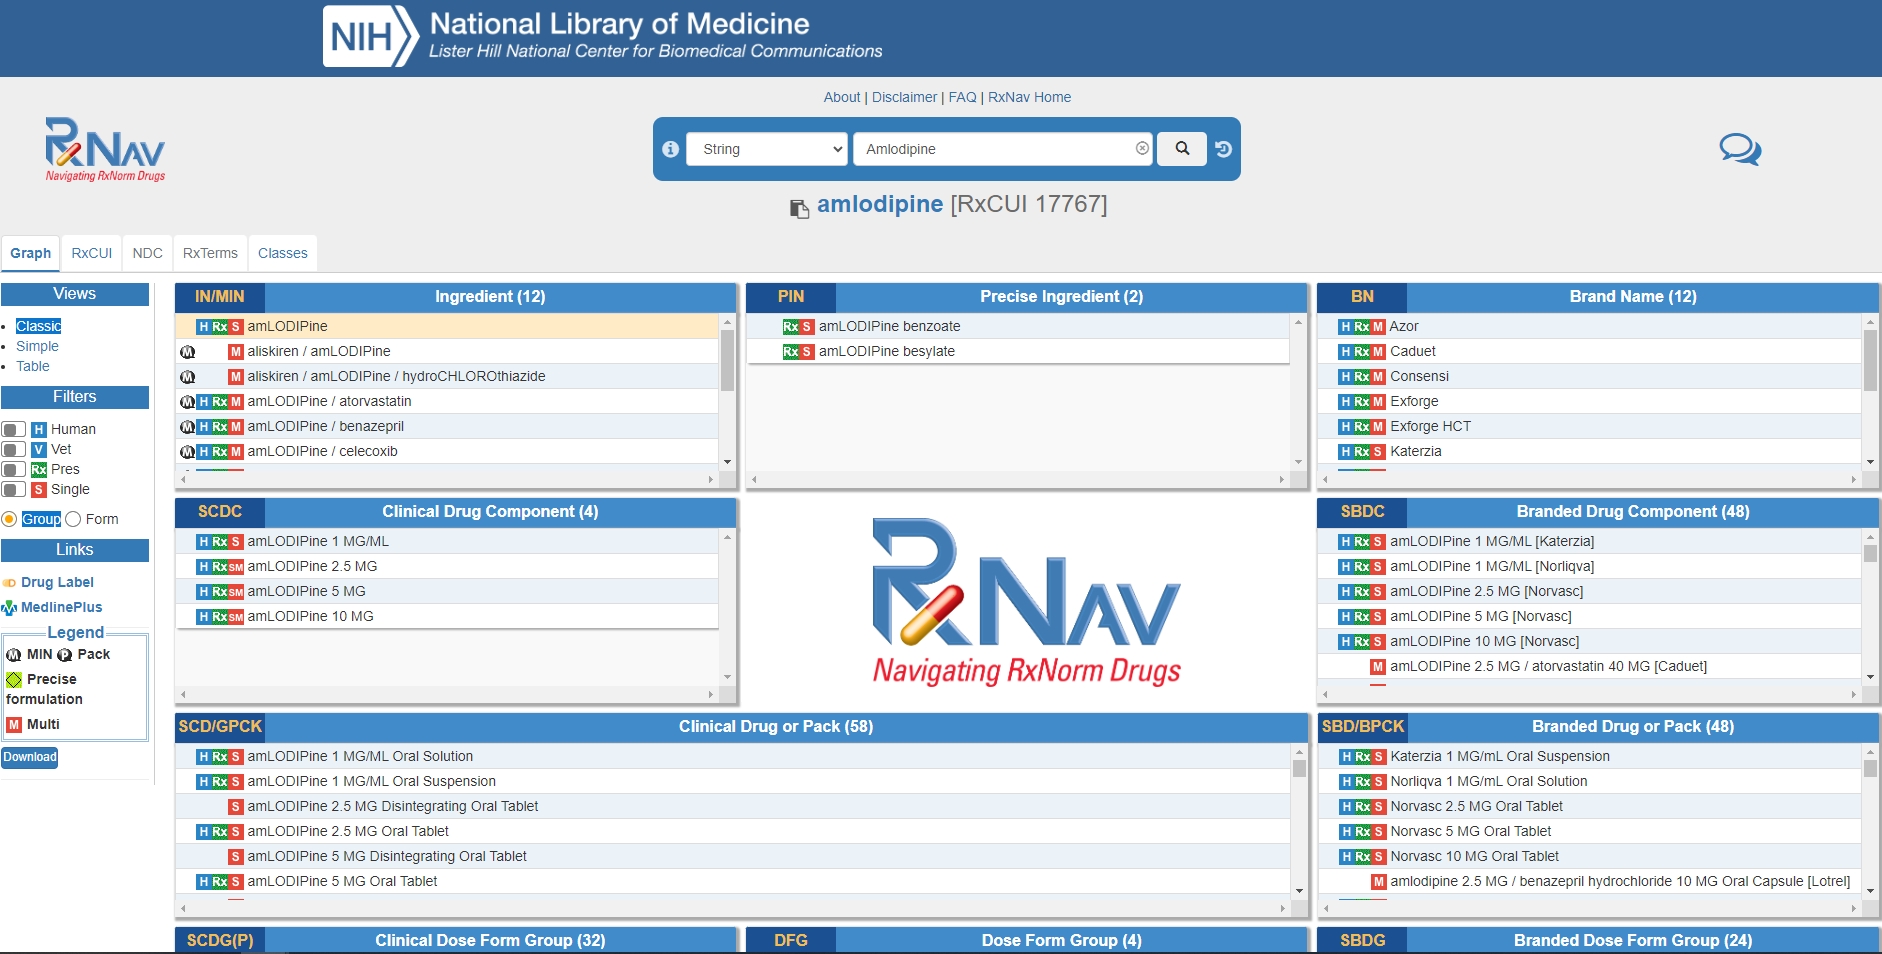 NIH National Library of Medicine
Lister Hill National Center for Biomedical Communications
About | Disclaimer | FAQ | RxNav Home
RxNav
Navigating RxNorm Drugs
String Amlodipine
amlodipine [RxCUI 17767]
Graph RxCUI NDC RxTerms Classes
Views
Classic
Simple
Table
Filters
H Human
V Vet
Rx Pres
S Single
Group Form
Links
Drug Label
MedlinePlus
Legend
M MIN P Pack
Precise
formulation
M Multi
Download
IN/MIN Ingredient (12)
H Rx S amLODIPine
M M aliskiren / amLODIPine
M M aliskiren / amLODIPine / hydroCHLOROthiazide
M H Rx M amLODIPine / atorvastatin
M H Rx M amLODIPine / benazepril
M H Rx M amLODIPine / celecoxib
PIN Precise Ingredient (2)
Rx S amLODIPine benzoate
Rx S amLODIPine besylate
BN Brand Name (12)
H Rx M Azor
H Rx M Caduet
H Rx M Consensi
H Rx M Exforge
H Rx M Exforge HCT
H Rx S Katerzia
SCDC Clinical Drug Component (4)
H Rx S amLODIPine 1 MG/ML
H Rx SM amLODIPine 2.5 MG
H Rx SM amLODIPine 5 MG
H Rx SM amLODIPine 10 MG
RxNav
Navigating RxNorm Drugs
SBDC Branded Drug Component (48)
H Rx S amLODIPine 1 MG/ML [Katerzia]
H Rx S amLODIPine 1 MG/ML [Norliqva]
H Rx S amLODIPine 2.5 MG [Norvasc]
H Rx S amLODIPine 5 MG [Norvasc]
H Rx S amLODIPine 10 MG [Norvasc]
M amLODIPine 2.5 MG / atorvastatin 40 MG [Caduet]
SCD/GPCK Clinical Drug or Pack (58)
H Rx S amLODIPine 1 MG/ML Oral Solution
H Rx S amLODIPine 1 MG/ML Oral Suspension
S amLODIPine 2.5 MG Disintegrating Oral Tablet
H Rx S amLODIPine 2.5 MG Oral Tablet
S amLODIPine 5 MG Disintegrating Oral Tablet
H Rx S amLODIPine 5 MG Oral Tablet
SBD/BPCK Branded Drug or Pack (48)
H Rx S Katerzia 1 MG/mL Oral Suspension
H Rx S Norliqva 1 MG/mL Oral Solution
H Rx S Norvasc 2.5 MG Oral Tablet
H Rx S Norvasc 5 MG Oral Tablet
H Rx S Norvasc 10 MG Oral Tablet
M amlodipine 2.5 MG / benazepril hydrochloride 10 MG Oral Capsule [Lotrel]
SCDG(P) Clinical Dose Form Group (32)
DFG Dose Form Group (4)
SBDG Branded Dose Form Group (24)